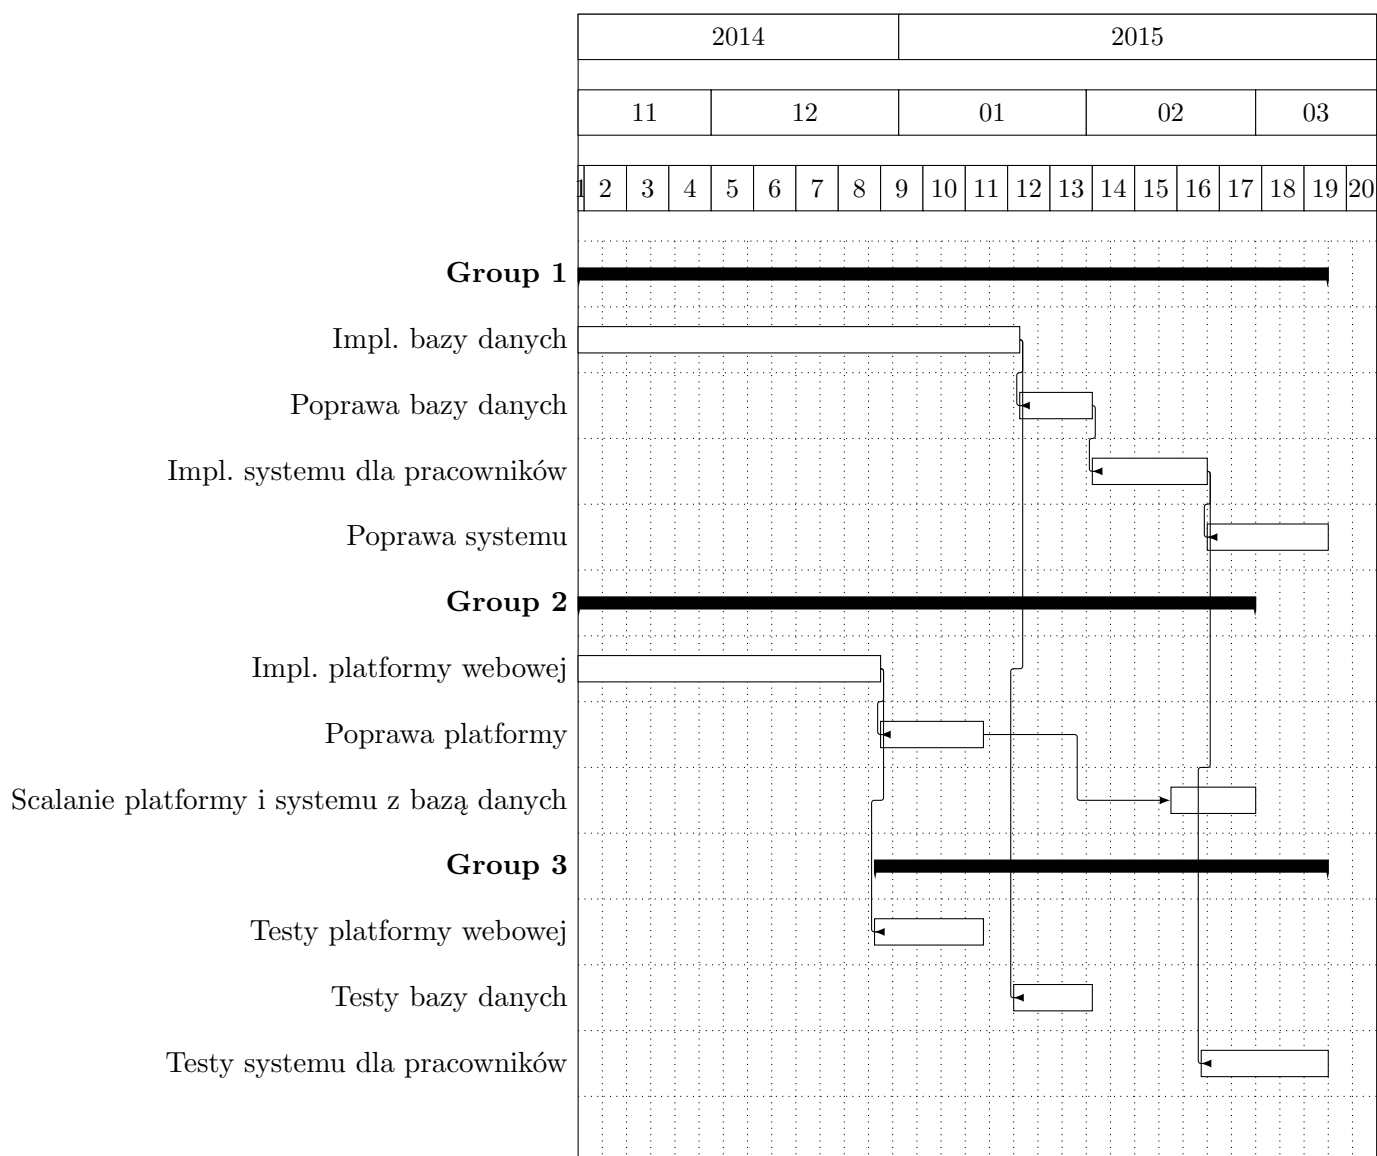 2014 2015
11 12 01 02 03
1 2 3 4 5 6 7 8 9 10 11 12 13 14 15 16 17 18 19 20
Group 1
Impl. bazy danych
Poprawa bazy danych
Impl. systemu dla pracowników
Poprawa systemu
Group 2
Impl. platformy webowej
Poprawa platformy
Scalanie platformy i systemu z bazą danych
Group 3
Testy platformy webowej
Testy bazy danych
Testy systemu dla pracowników